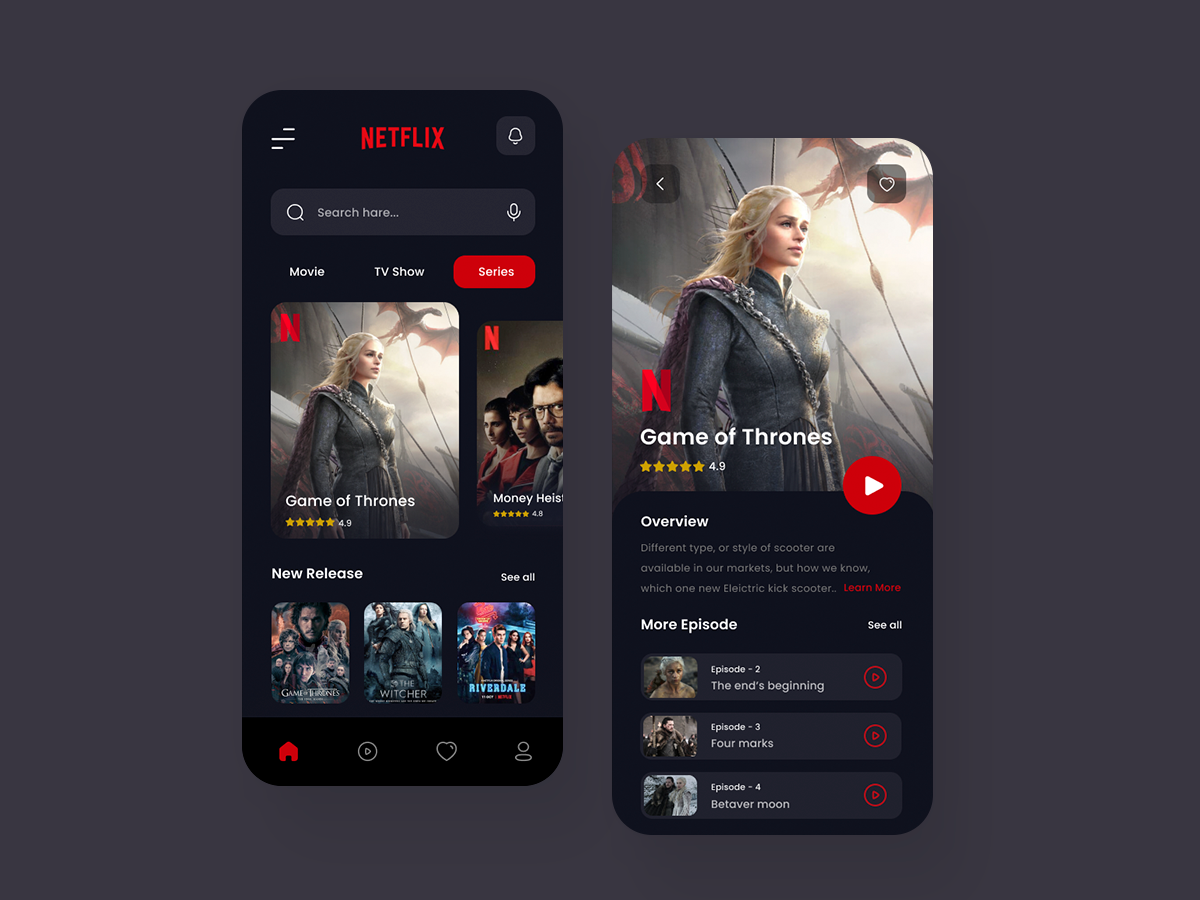 NETFLIX
Search hare...
Movie
TV Show
Series
N
Game of Thrones
4.9
N
Money Heist
4.8
New Release
See all
GAME OF THRONES
THE WITCHER
RIVERDALE
11 OCT NETFLIX
N
Game of Thrones
4.9
Overview
Different type, or style of scooter are
available in our markets, but how we know,
which one new Eleictric kick scooter.. Learn More
More Episode
See all
Episode - 2
The end's beginning
Episode - 3
Four marks
Episode - 4
Betaver moon